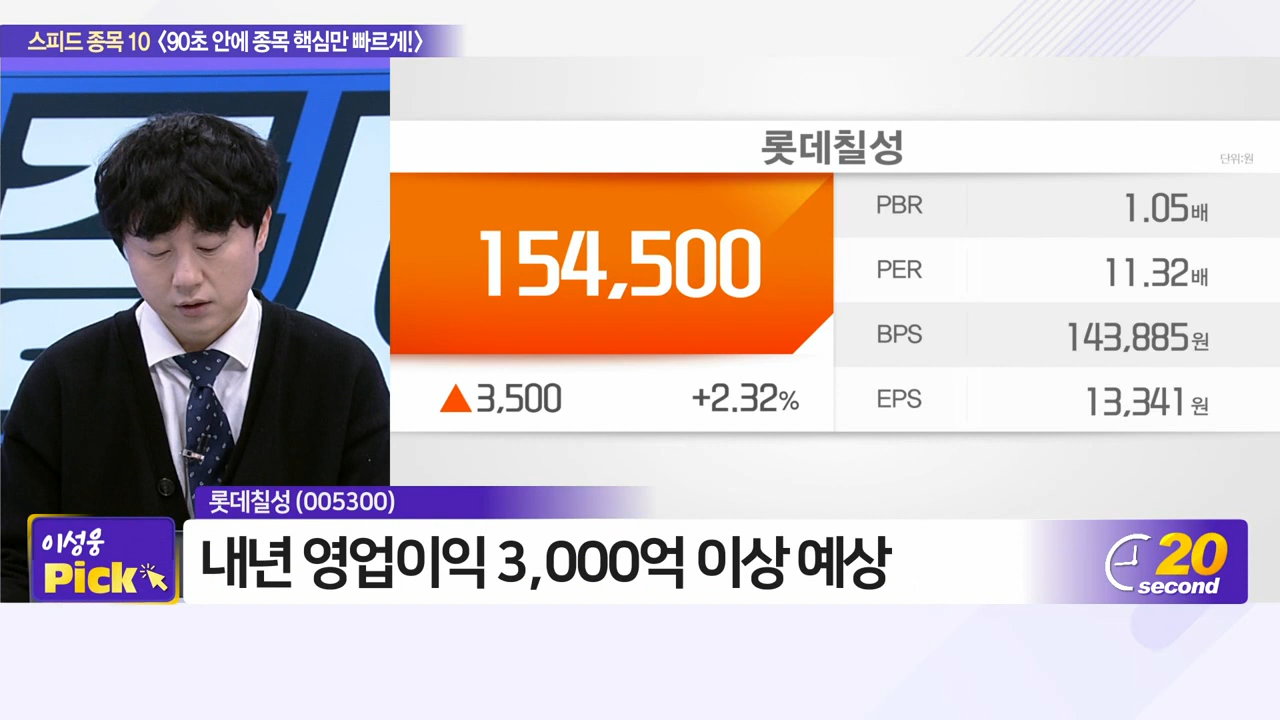 스피드 종목 10 〈90초 안에 종목 핵심만 빠르게!〉
롯데칠성
단위:원
154,500
▲3,500 +2.32%
PBR 1.05배
PER 11.32배
BPS 143,885원
EPS 13,341원
롯데칠성 (005300)
이성웅
Pick
내년 영업이익 3,000억 이상 예상
20
second